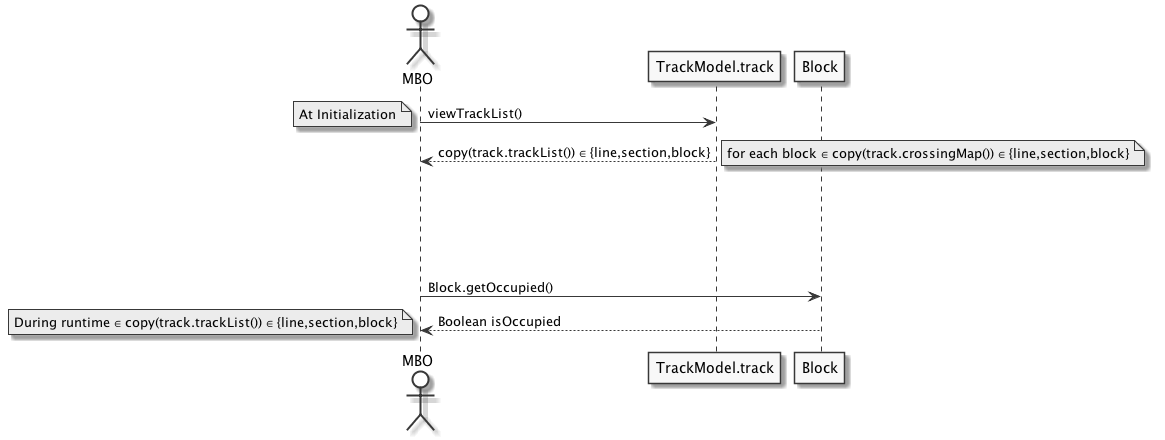 MBO
TrackModel.track
Block
At Initialization
viewTrackList()
copy(track.trackList()) ∈ {line,section,block}
for each block ∈ copy(track.crossingMap()) ∈ {line,section,block}
Block.getOccupied()
During runtime ∈ copy(track.trackList()) ∈ {line,section,block}
Boolean isOccupied
MBO
TrackModel.track
Block